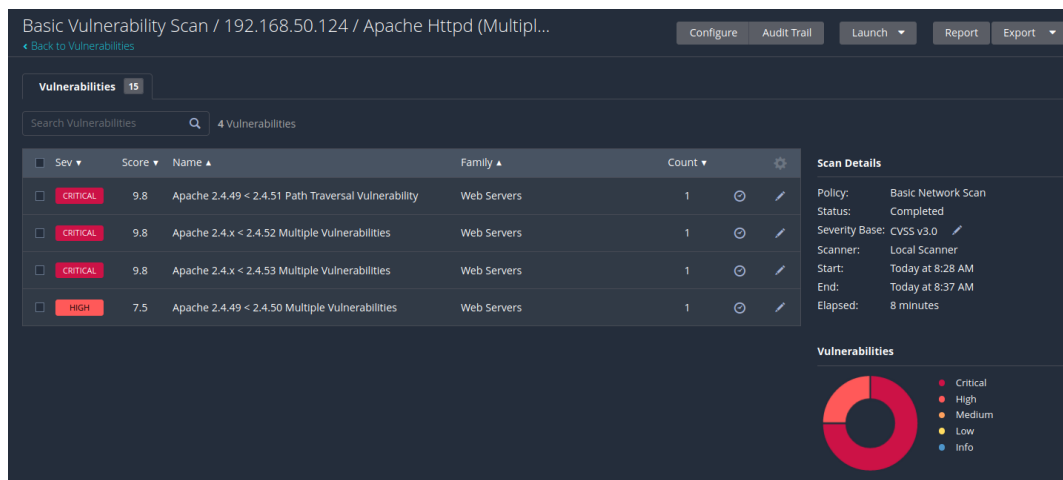 Basic Vulnerability Scan / 192.168.50.124 / Apache Httpd (Multipl...
Configure Audit Trail Launch Report Export
Back to Vulnerabilities
Vulnerabilities 15
Search Vulnerabilities 4 Vulnerabilities
Sev Score Name Family Count
CRITICAL 9.8 Apache 2.4.49 < 2.4.51 Path Traversal Vulnerability Web Servers 1
CRITICAL 9.8 Apache 2.4.x < 2.4.52 Multiple Vulnerabilities Web Servers 1
CRITICAL 9.8 Apache 2.4.x < 2.4.53 Multiple Vulnerabilities Web Servers 1
HIGH 7.5 Apache 2.4.49 < 2.4.50 Multiple Vulnerabilities Web Servers 1
Scan Details
Policy: Basic Network Scan
Status: Completed
Severity Base: CVSS v3.0
Scanner: Local Scanner
Start: Today at 8:28 AM
End: Today at 8:37 AM
Elapsed: 8 minutes
Vulnerabilities
Critical
High
Medium
Low
Info